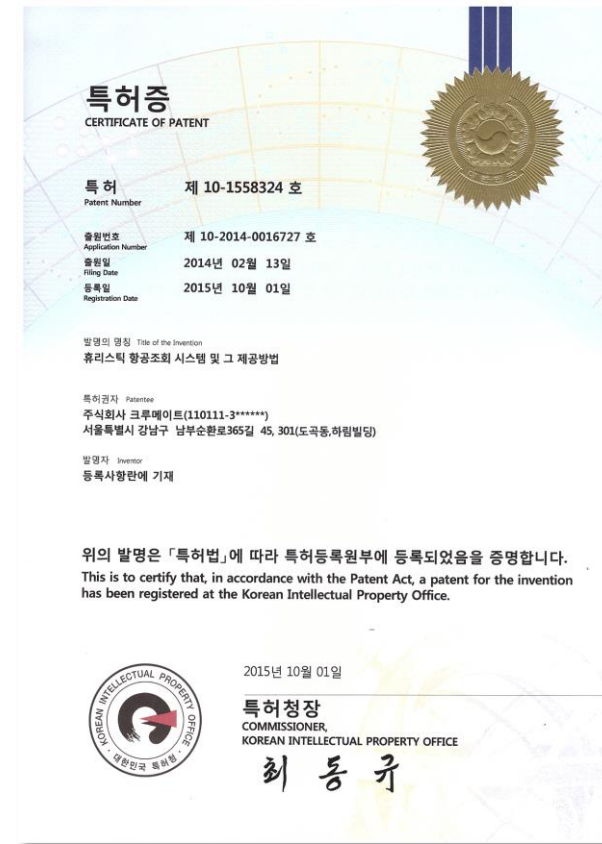 특허증
CERTIFICATE OF PATENT
특 허 제 10-1558324 호
Patent Number
출원번호 제 10-2014-0016727 호
Application Number
출원일 2014년 02월 13일
Filing Date
등록일 2015년 10월 01일
Registration Date
발명의 명칭 Title of the Invention
휴리스틱 항공조회 시스템 및 그 제공방법
특허권자 Patentee
주식회사 크루메이트(110111-3******)
서울특별시 강남구 남부순환로365길 45, 301(도곡동,하림빌딩)
발명자 Inventor
등록사항란에 기재
위의 발명은 「특허법」에 따라 특허등록원부에 등록되었음을 증명합니다.
This is to certify that, in accordance with the Patent Act, a patent for the invention
has been registered at the Korean Intellectual Property Office.
2015년 10월 01일
특허청장
COMMISSIONER,
KOREAN INTELLECTUAL PROPERTY OFFICE
최동규
KOREAN INTELLECTUAL PROPERTY OFFICE
대한민국 특허청
대한민국